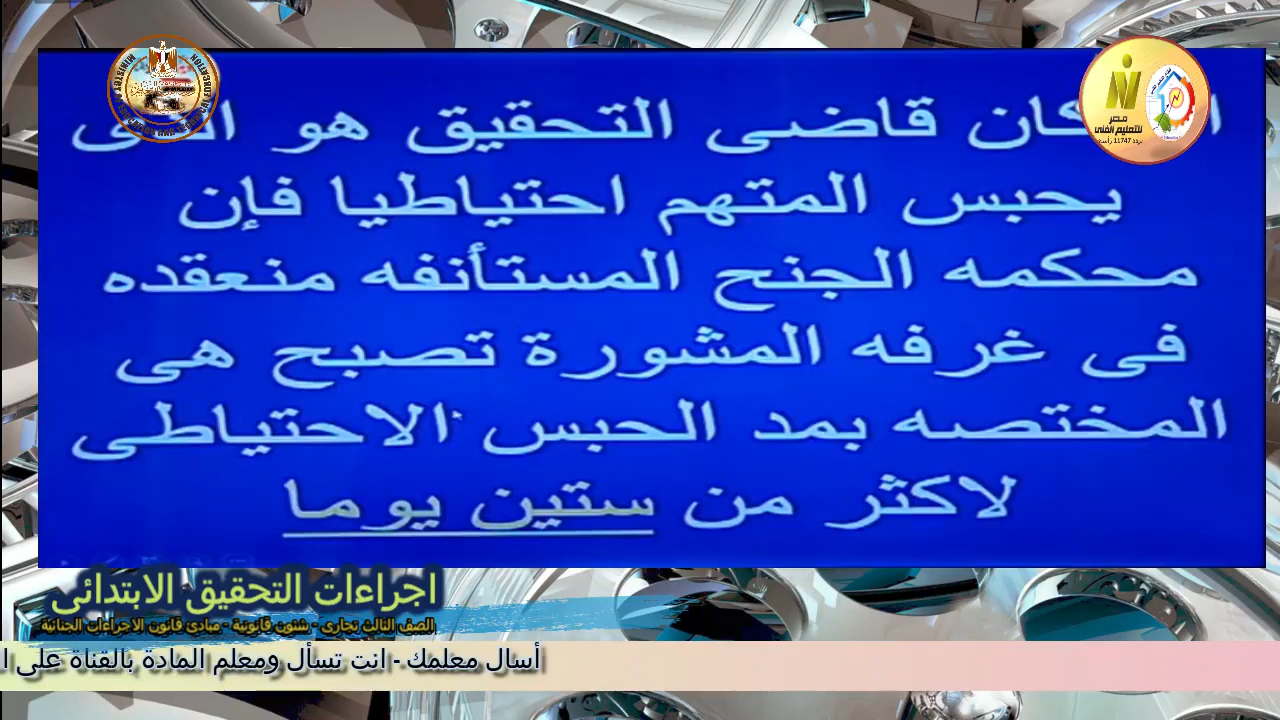 كان قاضى التحقيق هو
يحبس المتهم احتياطيا فإن
محكمه الجنح المستأنفه منعقده
فى غرفه المشورة تصبح هى
المختصه بمد الحبس الاحتياطى
لاكثر من ستين يوما
مصر
للتعليم الفنى
اجراءات التحقيق الابتدائى
الصف الثالث تجارى - شئون قانونية - مبادئ قانون الاجراءات الجنائية
أسال معلمك - انت تسأل ومعلم المادة بالقناة على